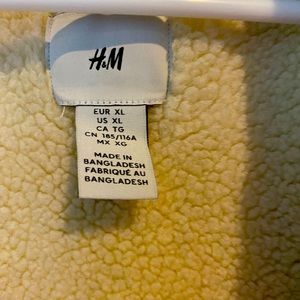 H&M
EUR XL
US XL
CA TG
CN 185/116A
MX XG
MADE IN
BANGLADESH
FABRIQUÉ AU
BANGLADESH